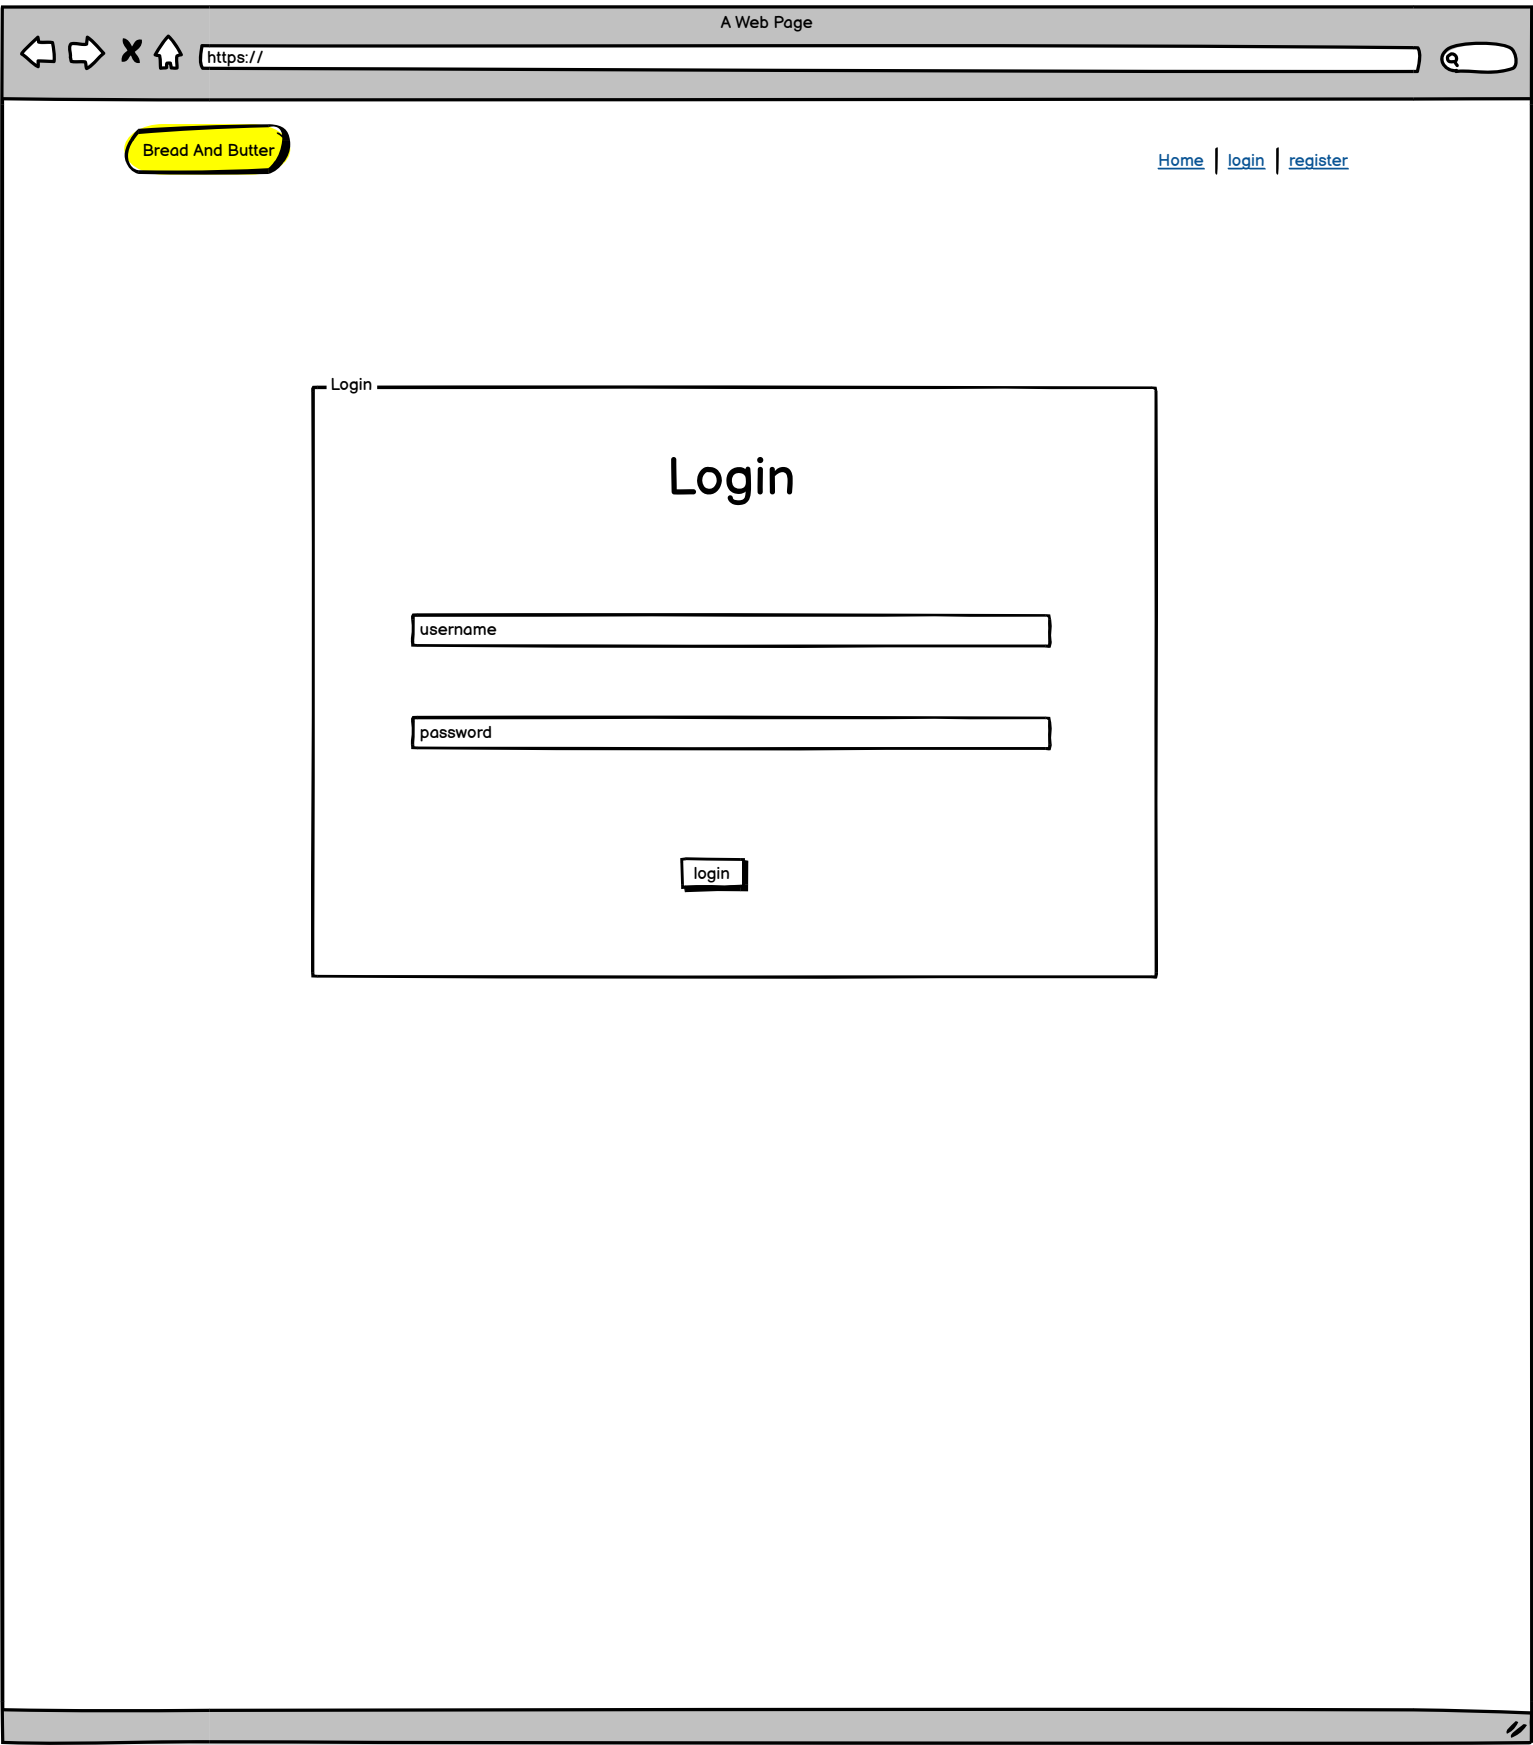 A Web Page
https://
Bread And Butter
Home login register
Login
Login
username
password
login